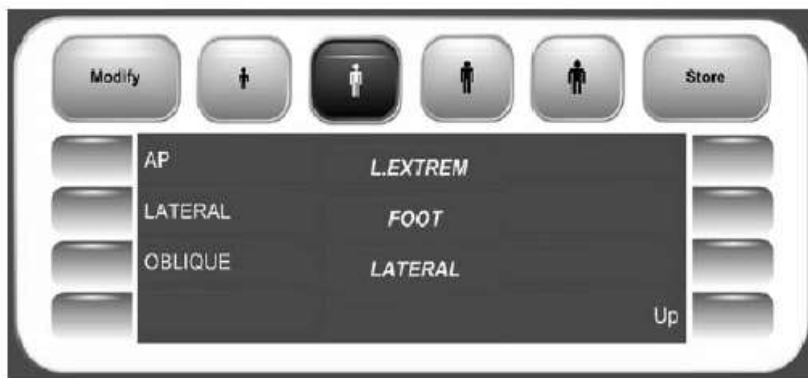 Modify
Store
AP
L.EXTREM
LATERAL
FOOT
OBLIQUE
LATERAL
Up